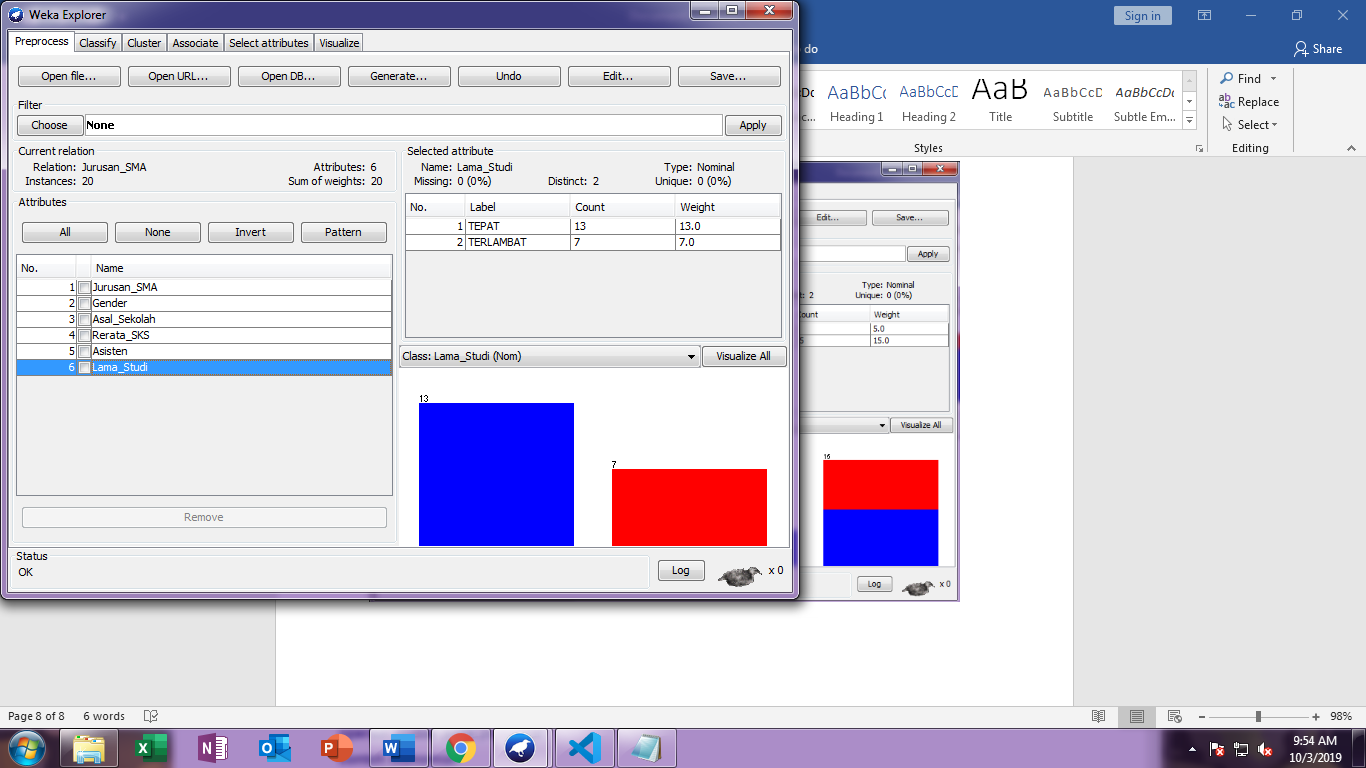 Weka Explorer
Preprocess Classify Cluster Associate Select attributes Visualize
Open file... Open URL... Open DB... Generate... Undo Edit... Save...
Filter
Choose None Apply
Current relation
Relation: Jurusan_SMA Attributes: 6
Instances: 20 Sum of weights: 20
Attributes
All None Invert Pattern
No. Name
1 Jurusan_SMA
2 Gender
3 Asal_Sekolah
4 Rerata_SKS
5 Asisten
6 Lama_Studi
Remove
Status
OK
Log x 0
Selected attribute
Name: Lama_Studi Type: Nominal
Missing: 0 (0%) Distinct: 2 Unique: 0 (0%)
No. Label Count Weight
1 TEPAT 13 13.0
2 TERLAMBAT 7 7.0
Class: Lama_Studi (Nom) Visualize All
13
7
Sign in
do
Share
AaBbCc AaBbCcD AaB AaBbCcD AaBbCcDc
Heading 1 Heading 2 Title Subtitle Subtle Em...
Styles
Find
Replace
Select
Editing
Edit... Save...
Apply
Type: Nominal
2 Unique: 0 (0%)
Weight
5.0
15.0
Visualize All
16
Log x 0
Page 8 of 8 6 words
98%
9:54 AM
10/3/2019